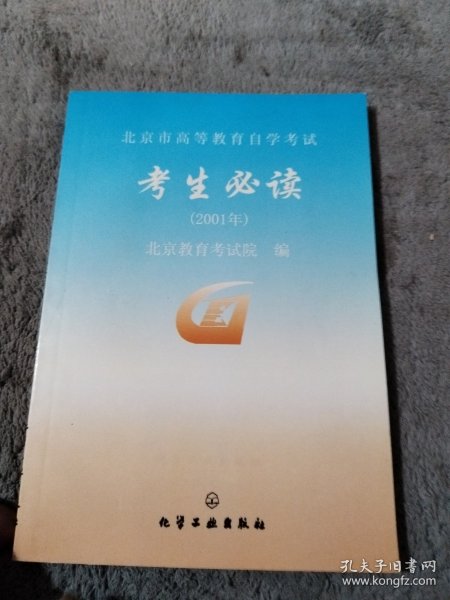 北京市高等教育自学考试
考生必读
(2001年)
北京教育考试院 编
化学工业出版社
孔夫子旧书网
www.kongfz.com